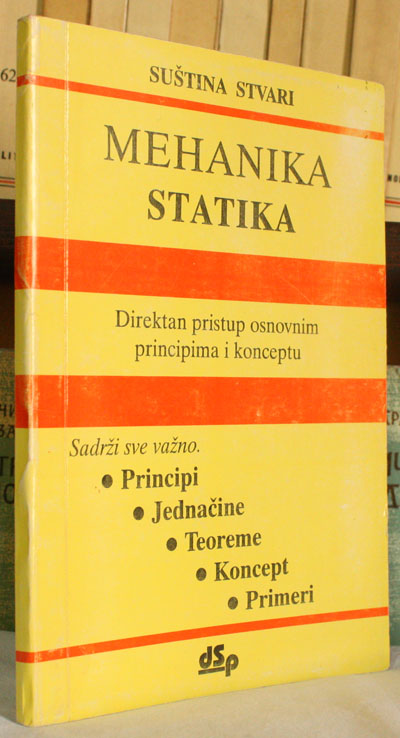 SUŠTINA STVARI
MEHANIKA
STATIKA
Direktan pristup osnovnim
principima i konceptu
Sadrži sve važno.
• Principi
• Jednačine
• Teoreme
• Koncept
• Primeri
dSp